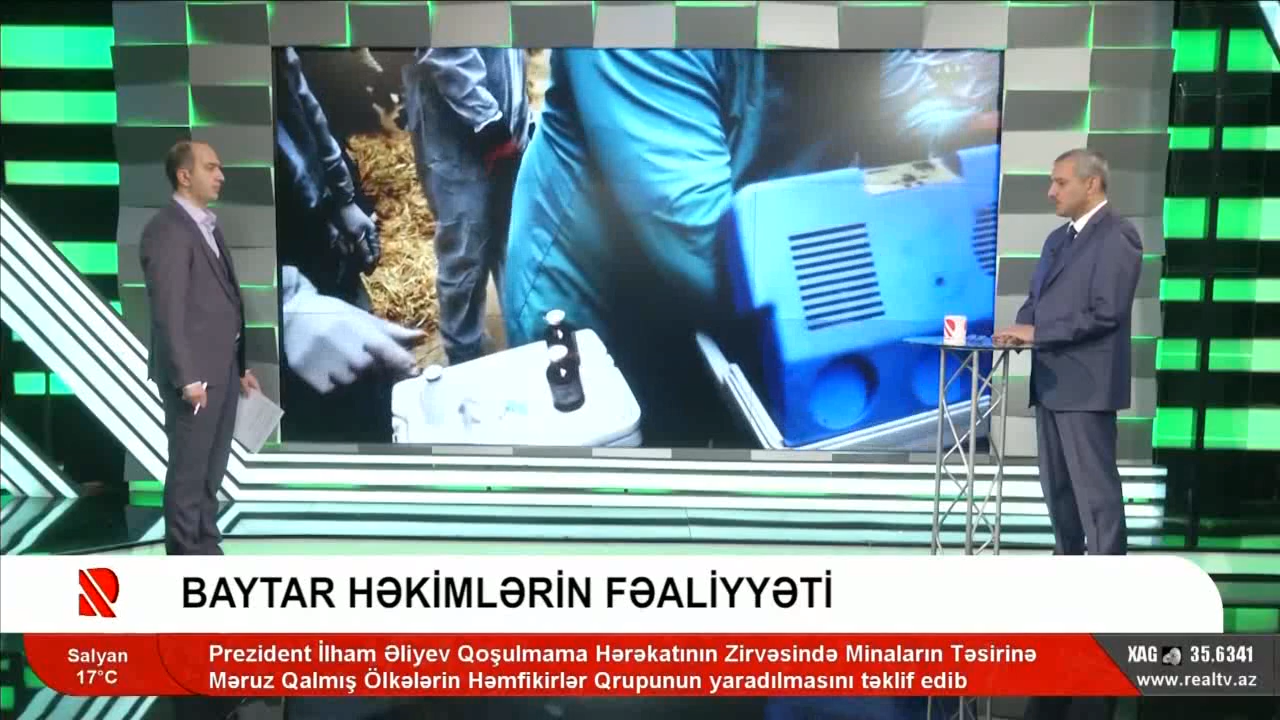 BAYTAR HƏKİMLƏRİN FƏALİYYƏTİ
Salyan
17°C
Prezident İlham Əliyev Qoşulmama Hərəkatının Zirvəsində Minaların Təsirinə
Məruz Qalmış Ölkələrin Həmfikirlər Qrupunun yaradılmasını təklif edib
XAG 35.6341
www.realtv.az